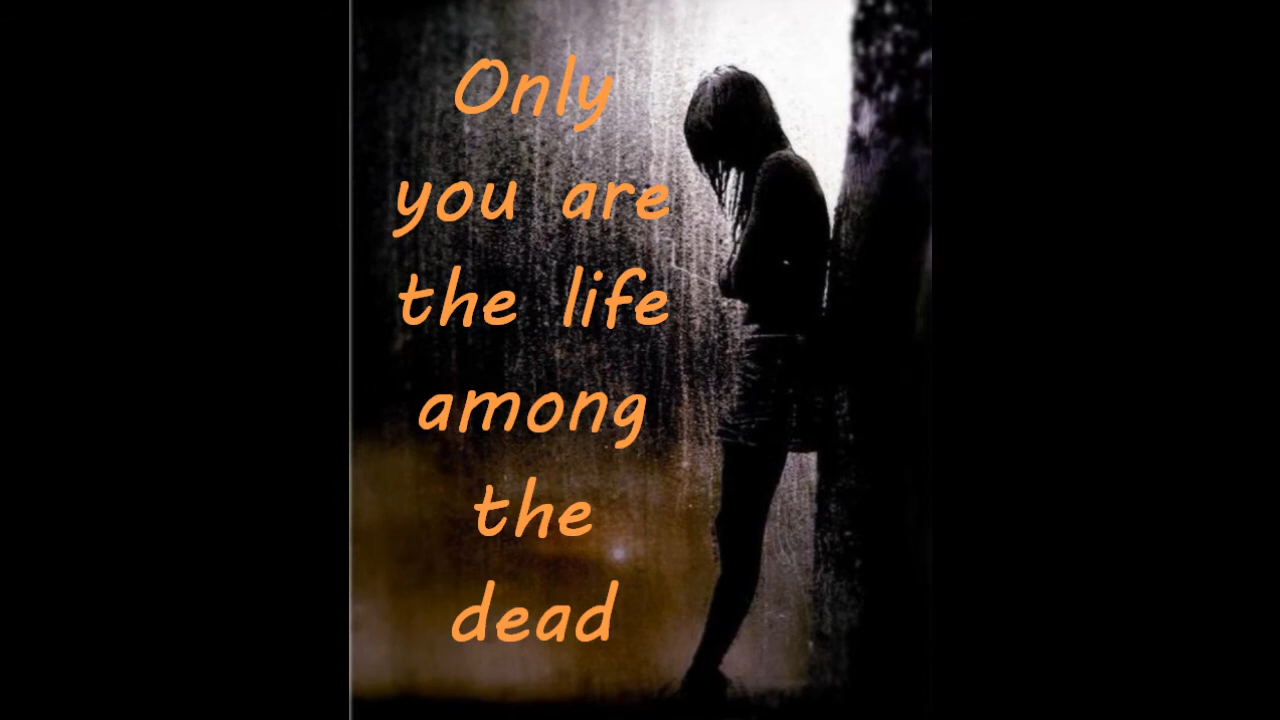 Only
you are
the life
among
the
dead